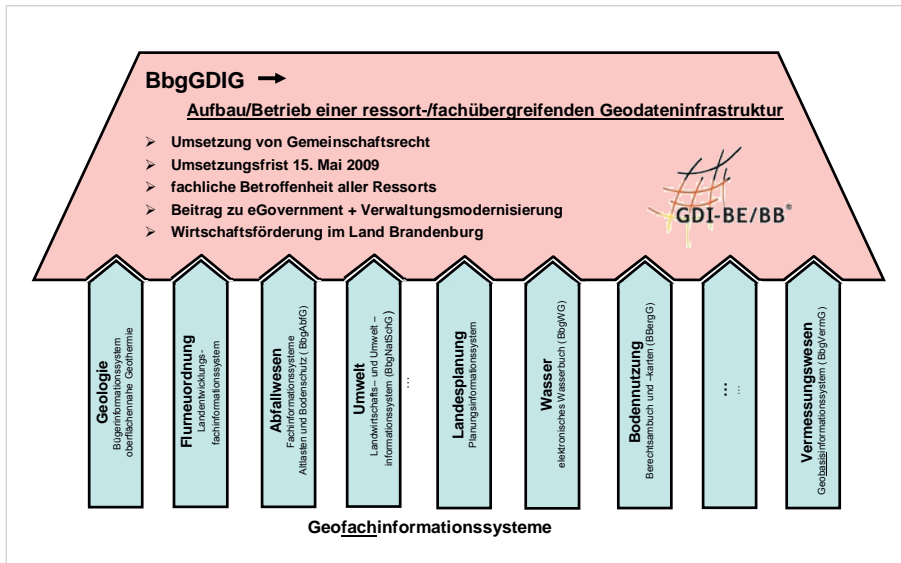 BbgGDIG
Aufbau/Betrieb einer ressort-/fachübergreifenden Geodateninfrastruktur
➢ Umsetzung von Gemeinschaftsrecht
➢ Umsetzungsfrist 15. Mai 2009
➢ fachliche Betroffenheit aller Ressorts
➢ Beitrag zu eGovernment + Verwaltungsmodernisierung
➢ Wirtschaftsförderung im Land Brandenburg
GDI-BE/BB®
Geologie
Bügerinformationssystem
oberflächennahe Geothermie
Flurneuordnung
Landentwicklungs-
fachinformationssystem
Abfallwesen
Fachinformationssysteme
Altlasten und Bodenschutz ( BbgAbfG)
Umwelt
Landwirtschafts – und Umwelt –
informationssystem (BbgNatSchG)
...
Landesplanung
Planungsinformationssystem
Wasser
elektronisches Wasserbuch ( BbgWG)
Bodennutzung
Berechtsambuch und –karten (BBergG)
...
...
Vermessungswesen
Geobasisinformationssystem ( BbgVermG)
Geofachinformationssysteme